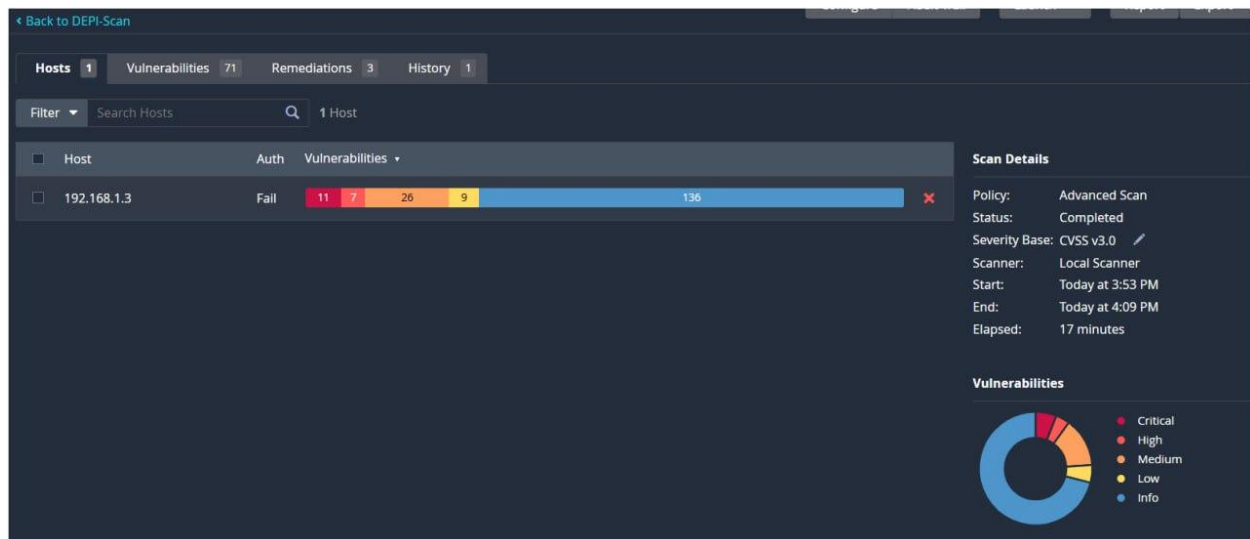 Back to DEPI-Scan
Hosts 1 Vulnerabilities 71 Remediations 3 History 1
Filter Search Hosts 1 Host
Host Auth Vulnerabilities
192.168.1.3 Fail 11 7 26 9 136
Scan Details
Policy: Advanced Scan
Status: Completed
Severity Base: CVSS v3.0
Scanner: Local Scanner
Start: Today at 3:53 PM
End: Today at 4:09 PM
Elapsed: 17 minutes
Vulnerabilities
Critical
High
Medium
Low
Info